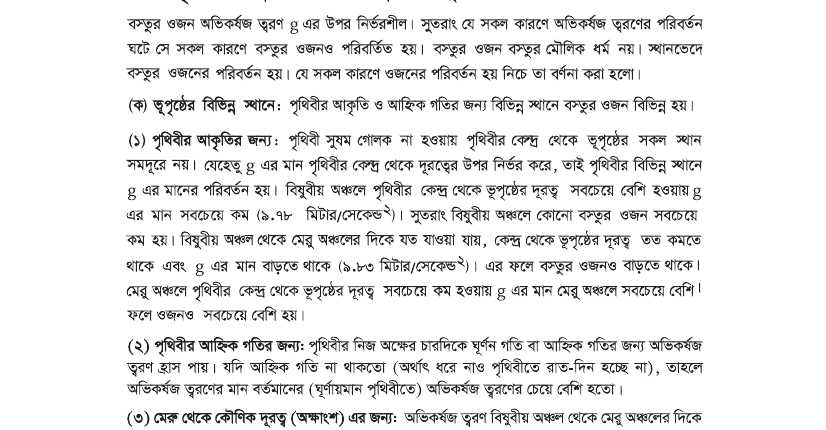 বস্তুর ওজন অভিকর্ষজ ত্বরণ g এর উপর নির্ভরশীল। সুতরাং যে সকল কারণে অভিকর্ষজ ত্বরণের পরিবর্তন
ঘটে সে সকল কারণে বস্তুর ওজনও পরিবর্তিত হয়। বস্তুর ওজন বস্তুর মৌলিক ধর্ম নয়। স্থানভেদে
বস্তুর ওজনের পরিবর্তন হয়। যে সকল কারণে ওজনের পরিবর্তন হয় নিচে তা বর্ণনা করা হলো।
(ক) ভূপৃষ্ঠের বিভিন্ন স্থানে: পৃথিবীর আকৃতি ও আহ্নিক গতির জন্য বিভিন্ন স্থানে বস্তুর ওজন বিভিন্ন হয়।
(১) পৃথিবীর আকৃতির জন্য: পৃথিবী সুষম গোলক না হওয়ায় পৃথিবীর কেন্দ্র থেকে ভূপৃষ্ঠের সকল স্থান
সমদূরে নয়। যেহেতু g এর মান পৃথিবীর কেন্দ্র থেকে দূরত্বের উপর নির্ভর করে, তাই পৃথিবীর বিভিন্ন স্থানে
g এর মানের পরিবর্তন হয়। বিষুবীয় অঞ্চলে পৃথিবীর কেন্দ্র থেকে ভূপৃষ্ঠের দূরত্ব সবচেয়ে বেশি হওয়ায় g
এর মান সবচেয়ে কম (৯.৭৮ মিটার/সেকেন্ড²)। সুতরাং বিষুবীয় অঞ্চলে কোনো বস্তুর ওজন সবচেয়ে
কম হয়। বিষুবীয় অঞ্চল থেকে মেরু অঞ্চলের দিকে যত যাওয়া যায়, কেন্দ্র থেকে ভূপৃষ্ঠের দূরত্ব তত কমতে
থাকে এবং g এর মান বাড়তে থাকে (৯.৮৩ মিটার/সেকেন্ড²)। এর ফলে বস্তুর ওজনও বাড়তে থাকে।
মেরু অঞ্চলে পৃথিবীর কেন্দ্র থেকে ভূপৃষ্ঠের দূরত্ব সবচেয়ে কম হওয়ায় g এর মান মেরু অঞ্চলে সবচেয়ে বেশি।
ফলে ওজনও সবচেয়ে বেশি হয়।
(২) পৃথিবীর আহ্নিক গতির জন্য: পৃথিবীর নিজ অক্ষের চারদিকে ঘূর্ণন গতি বা আহ্নিক গতির জন্য অভিকর্ষজ
ত্বরণ হ্রাস পায়। যদি আহ্নিক গতি না থাকতো (অর্থাৎ ধরে নাও পৃথিবীতে রাত-দিন হচ্ছে না), তাহলে
অভিকর্ষজ ত্বরণের মান বর্তমানের (ঘূর্ণায়মান পৃথিবীতে) অভিকর্ষজ ত্বরণের চেয়ে বেশি হতো।
(৩) মেরু থেকে কৌণিক দূরত্ব (অক্ষাংশ) এর জন্য: অভিকর্ষজ ত্বরণ বিষুবীয় অঞ্চল থেকে মেরু অঞ্চলের দিকে